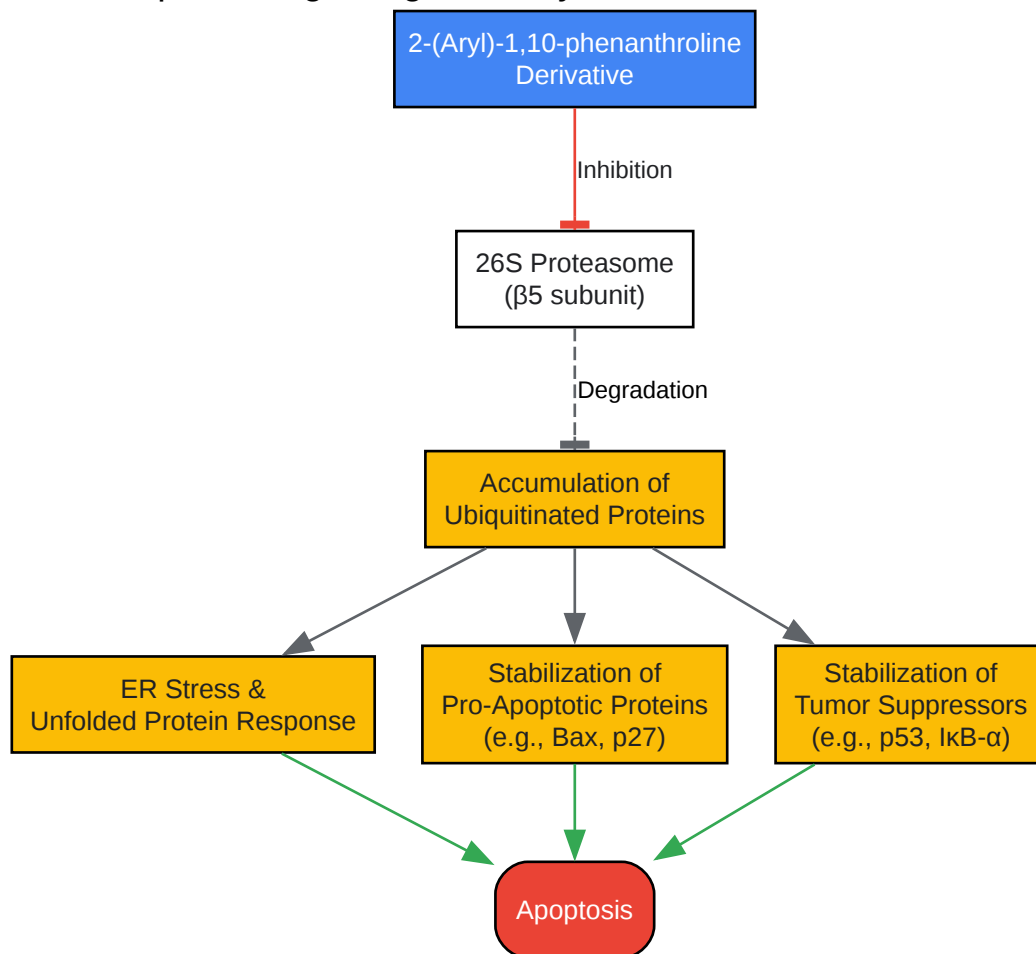 2-(Aryl)-1,10-phenanthroline
Derivative
Inhibition
26S Proteasome
(β5 subunit)
Degradation
Accumulation of
Ubiquitinated Proteins
ER Stress &
Unfolded Protein Response
Stabilization of
Pro-Apoptotic Proteins
(e.g., Bax, p27)
Stabilization of
Tumor Suppressors
(e.g., p53, IκB-α)
Apoptosis